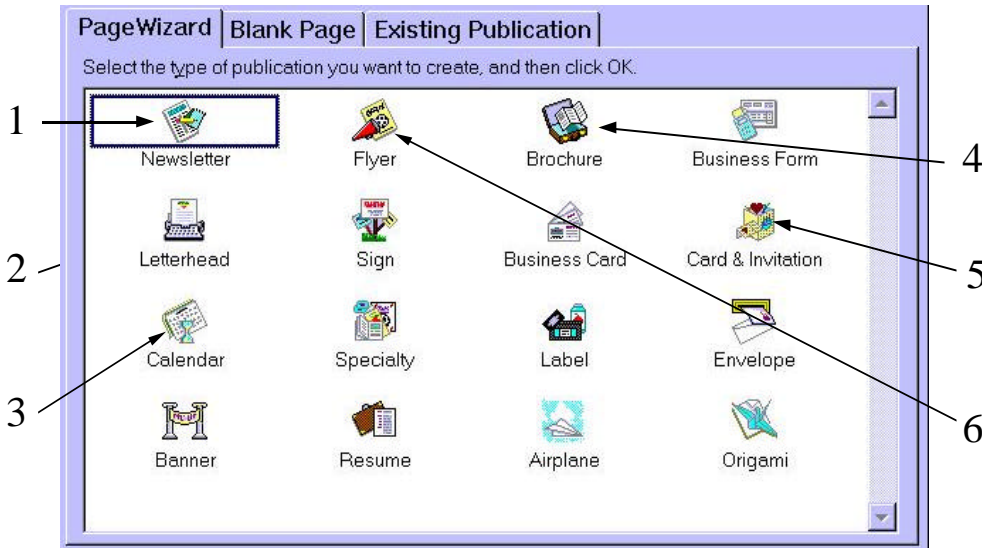 PageWizard Blank Page Existing Publication
Select the type of publication you want to create, and then click OK.
1
4
Newsletter Flyer Brochure Business Form
2
5
Letterhead Sign Business Card Card & Invitation
3
6
Calendar Specialty Label Envelope
Banner Resume Airplane Origami